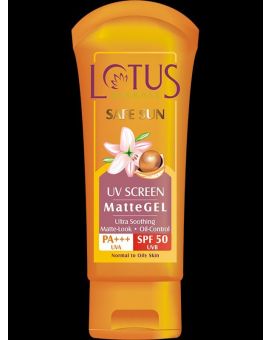 LOTUS
HERBALS
SAFE SUN
UV SCREEN
MatteGEL
Ultra Soothing
Matte-Look • Oil-Control
PA+++ SPF 50
UVA UVB
Normal to Oily Skin